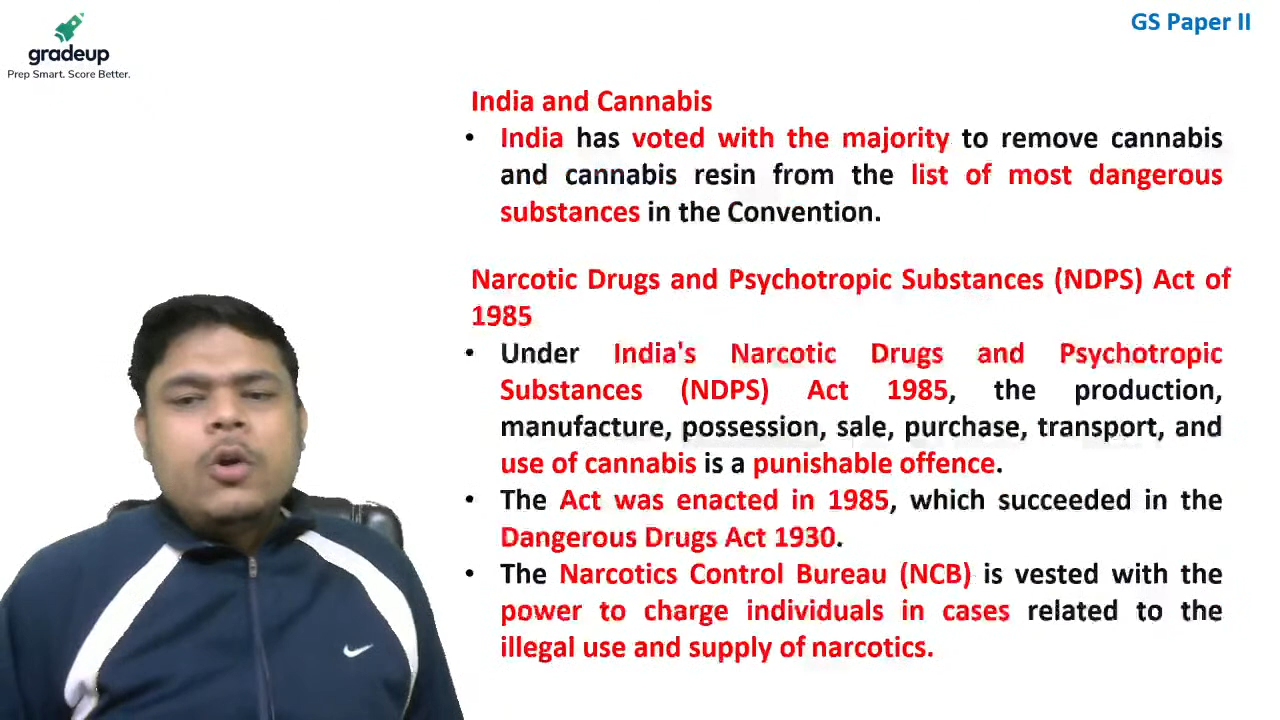 gradeup
Prep Smart. Score Better.
GS Paper II
India and Cannabis
• India has voted with the majority to remove cannabis
and cannabis resin from the list of most dangerous
substances in the Convention.
Narcotic Drugs and Psychotropic Substances (NDPS) Act of
1985
• Under India's Narcotic Drugs and Psychotropic
Substances (NDPS) Act 1985, the production,
manufacture, possession, sale, purchase, transport, and
use of cannabis is a punishable offence.
• The Act was enacted in 1985, which succeeded in the
Dangerous Drugs Act 1930.
• The Narcotics Control Bureau (NCB) is vested with the
power to charge individuals in cases related to the
illegal use and supply of narcotics.